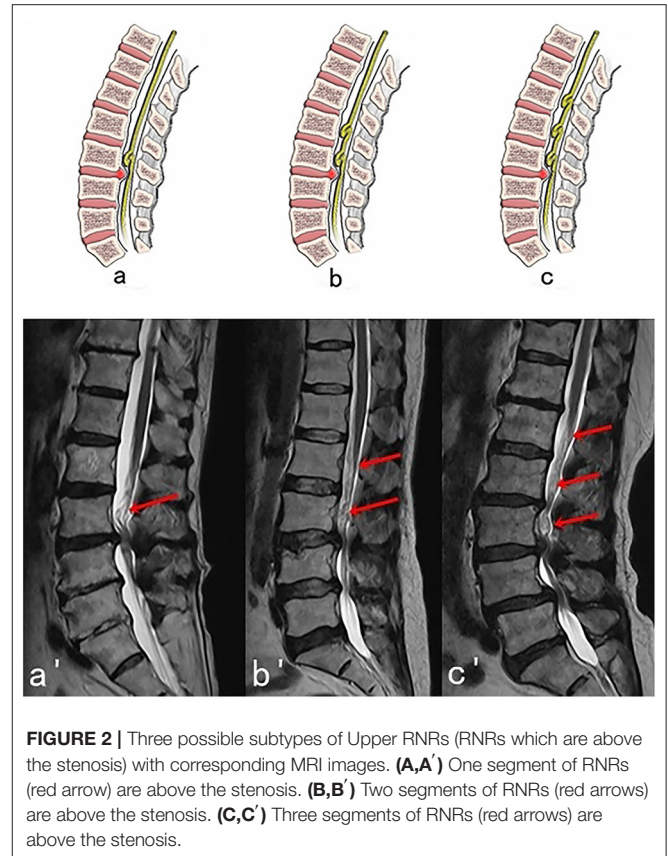 a
b
c
a'
b'
c'
FIGURE 2 | Three possible subtypes of Upper RNRs (RNRs which are above
the stenosis) with corresponding MRI images. (A,A′) One segment of RNRs
(red arrow) are above the stenosis. (B,B′) Two segments of RNRs (red arrows)
are above the stenosis. (C,C′) Three segments of RNRs (red arrows) are
above the stenosis.